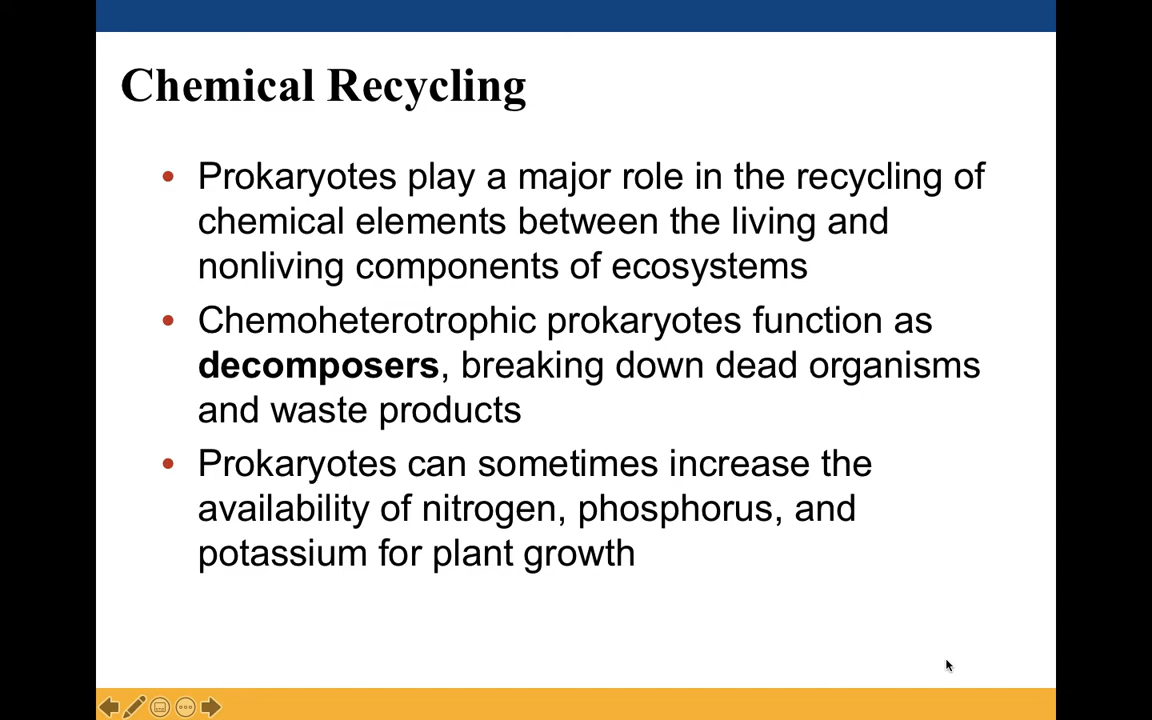 Chemical Recycling
• Prokaryotes play a major role in the recycling of
chemical elements between the living and
nonliving components of ecosystems
• Chemoheterotrophic prokaryotes function as
decomposers, breaking down dead organisms
and waste products
• Prokaryotes can sometimes increase the
availability of nitrogen, phosphorus, and
potassium for plant growth